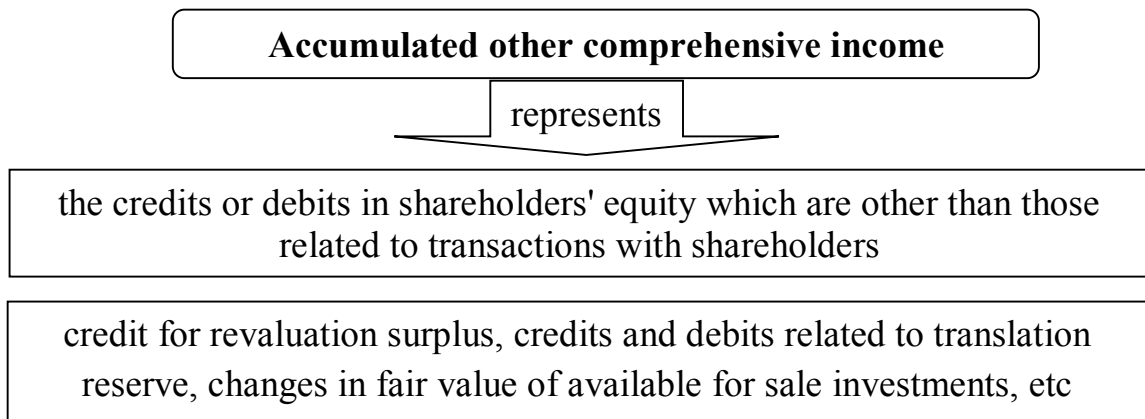 Accumulated other comprehensive income
represents
the credits or debits in shareholders' equity which are other than those
related to transactions with shareholders
credit for revaluation surplus, credits and debits related to translation
reserve, changes in fair value of available for sale investments, etc